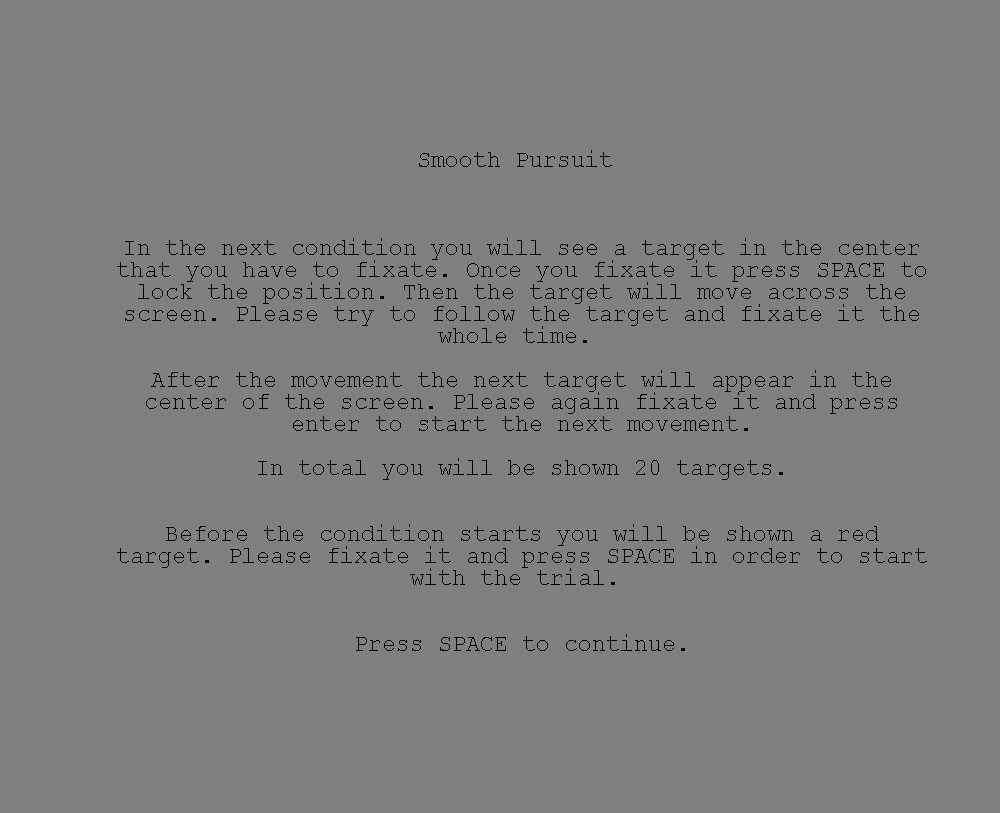 Smooth Pursuit
In the next condition you will see a target in the center
that you have to fixate. Once you fixate it press SPACE to
lock the position. Then the target will move across the
screen. Please try to follow the target and fixate it the
whole time.
After the movement the next target will appear in the
center of the screen. Please again fixate it and press
enter to start the next movement.
In total you will be shown 20 targets.
Before the condition starts you will be shown a red
target. Please fixate it and press SPACE in order to start
with the trial.
Press SPACE to continue.